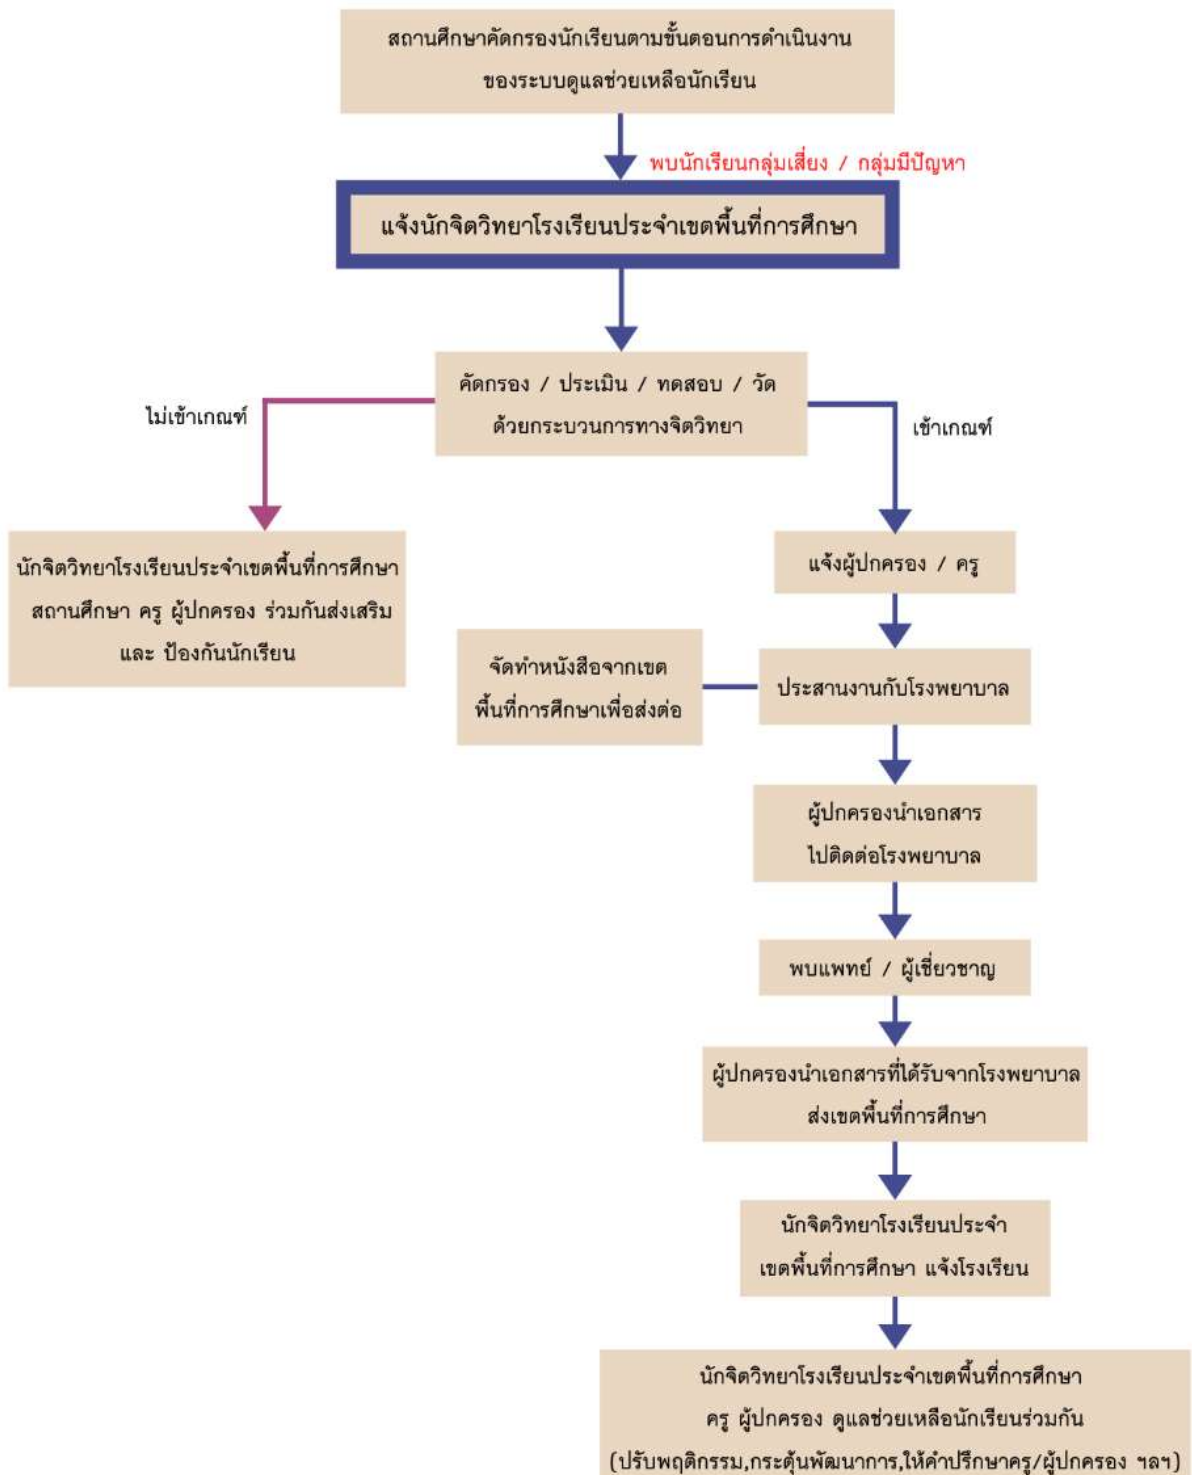 สถานศึกษาคัดกรองนักเรียนตามขั้นตอนการดำเนินงาน
ของระบบดูแลช่วยเหลือนักเรียน
พบนักเรียนกลุ่มเสี่ยง / กลุ่มมีปัญหา
แจ้งนักจิตวิทยาโรงเรียนประจำเขตพื้นที่การศึกษา
คัดกรอง / ประเมิน / ทดสอบ / วัด
ด้วยกระบวนการทางจิตวิทยา
ไม่เข้าเกณฑ์
เข้าเกณฑ์
นักจิตวิทยาโรงเรียนประจำเขตพื้นที่การศึกษา
สถานศึกษา ครู ผู้ปกครอง ร่วมกันส่งเสริม
และ ป้องกันนักเรียน
แจ้งผู้ปกครอง / ครู
จัดทำหนังสือจากเขต
พื้นที่การศึกษาเพื่อส่งต่อ
ประสานงานกับโรงพยาบาล
ผู้ปกครองนำเอกสาร
ไปติดต่อโรงพยาบาล
พบแพทย์ / ผู้เชี่ยวชาญ
ผู้ปกครองนำเอกสารที่ได้รับจากโรงพยาบาล
ส่งเขตพื้นที่การศึกษา
นักจิตวิทยาโรงเรียนประจำ
เขตพื้นที่การศึกษา แจ้งโรงเรียน
นักจิตวิทยาโรงเรียนประจำเขตพื้นที่การศึกษา
ครู ผู้ปกครอง ดูแลช่วยเหลือนักเรียนร่วมกัน
(ปรับพฤติกรรม,กระตุ้นพัฒนาการ,ให้คำปรึกษาครู/ผู้ปกครอง ฯลฯ)